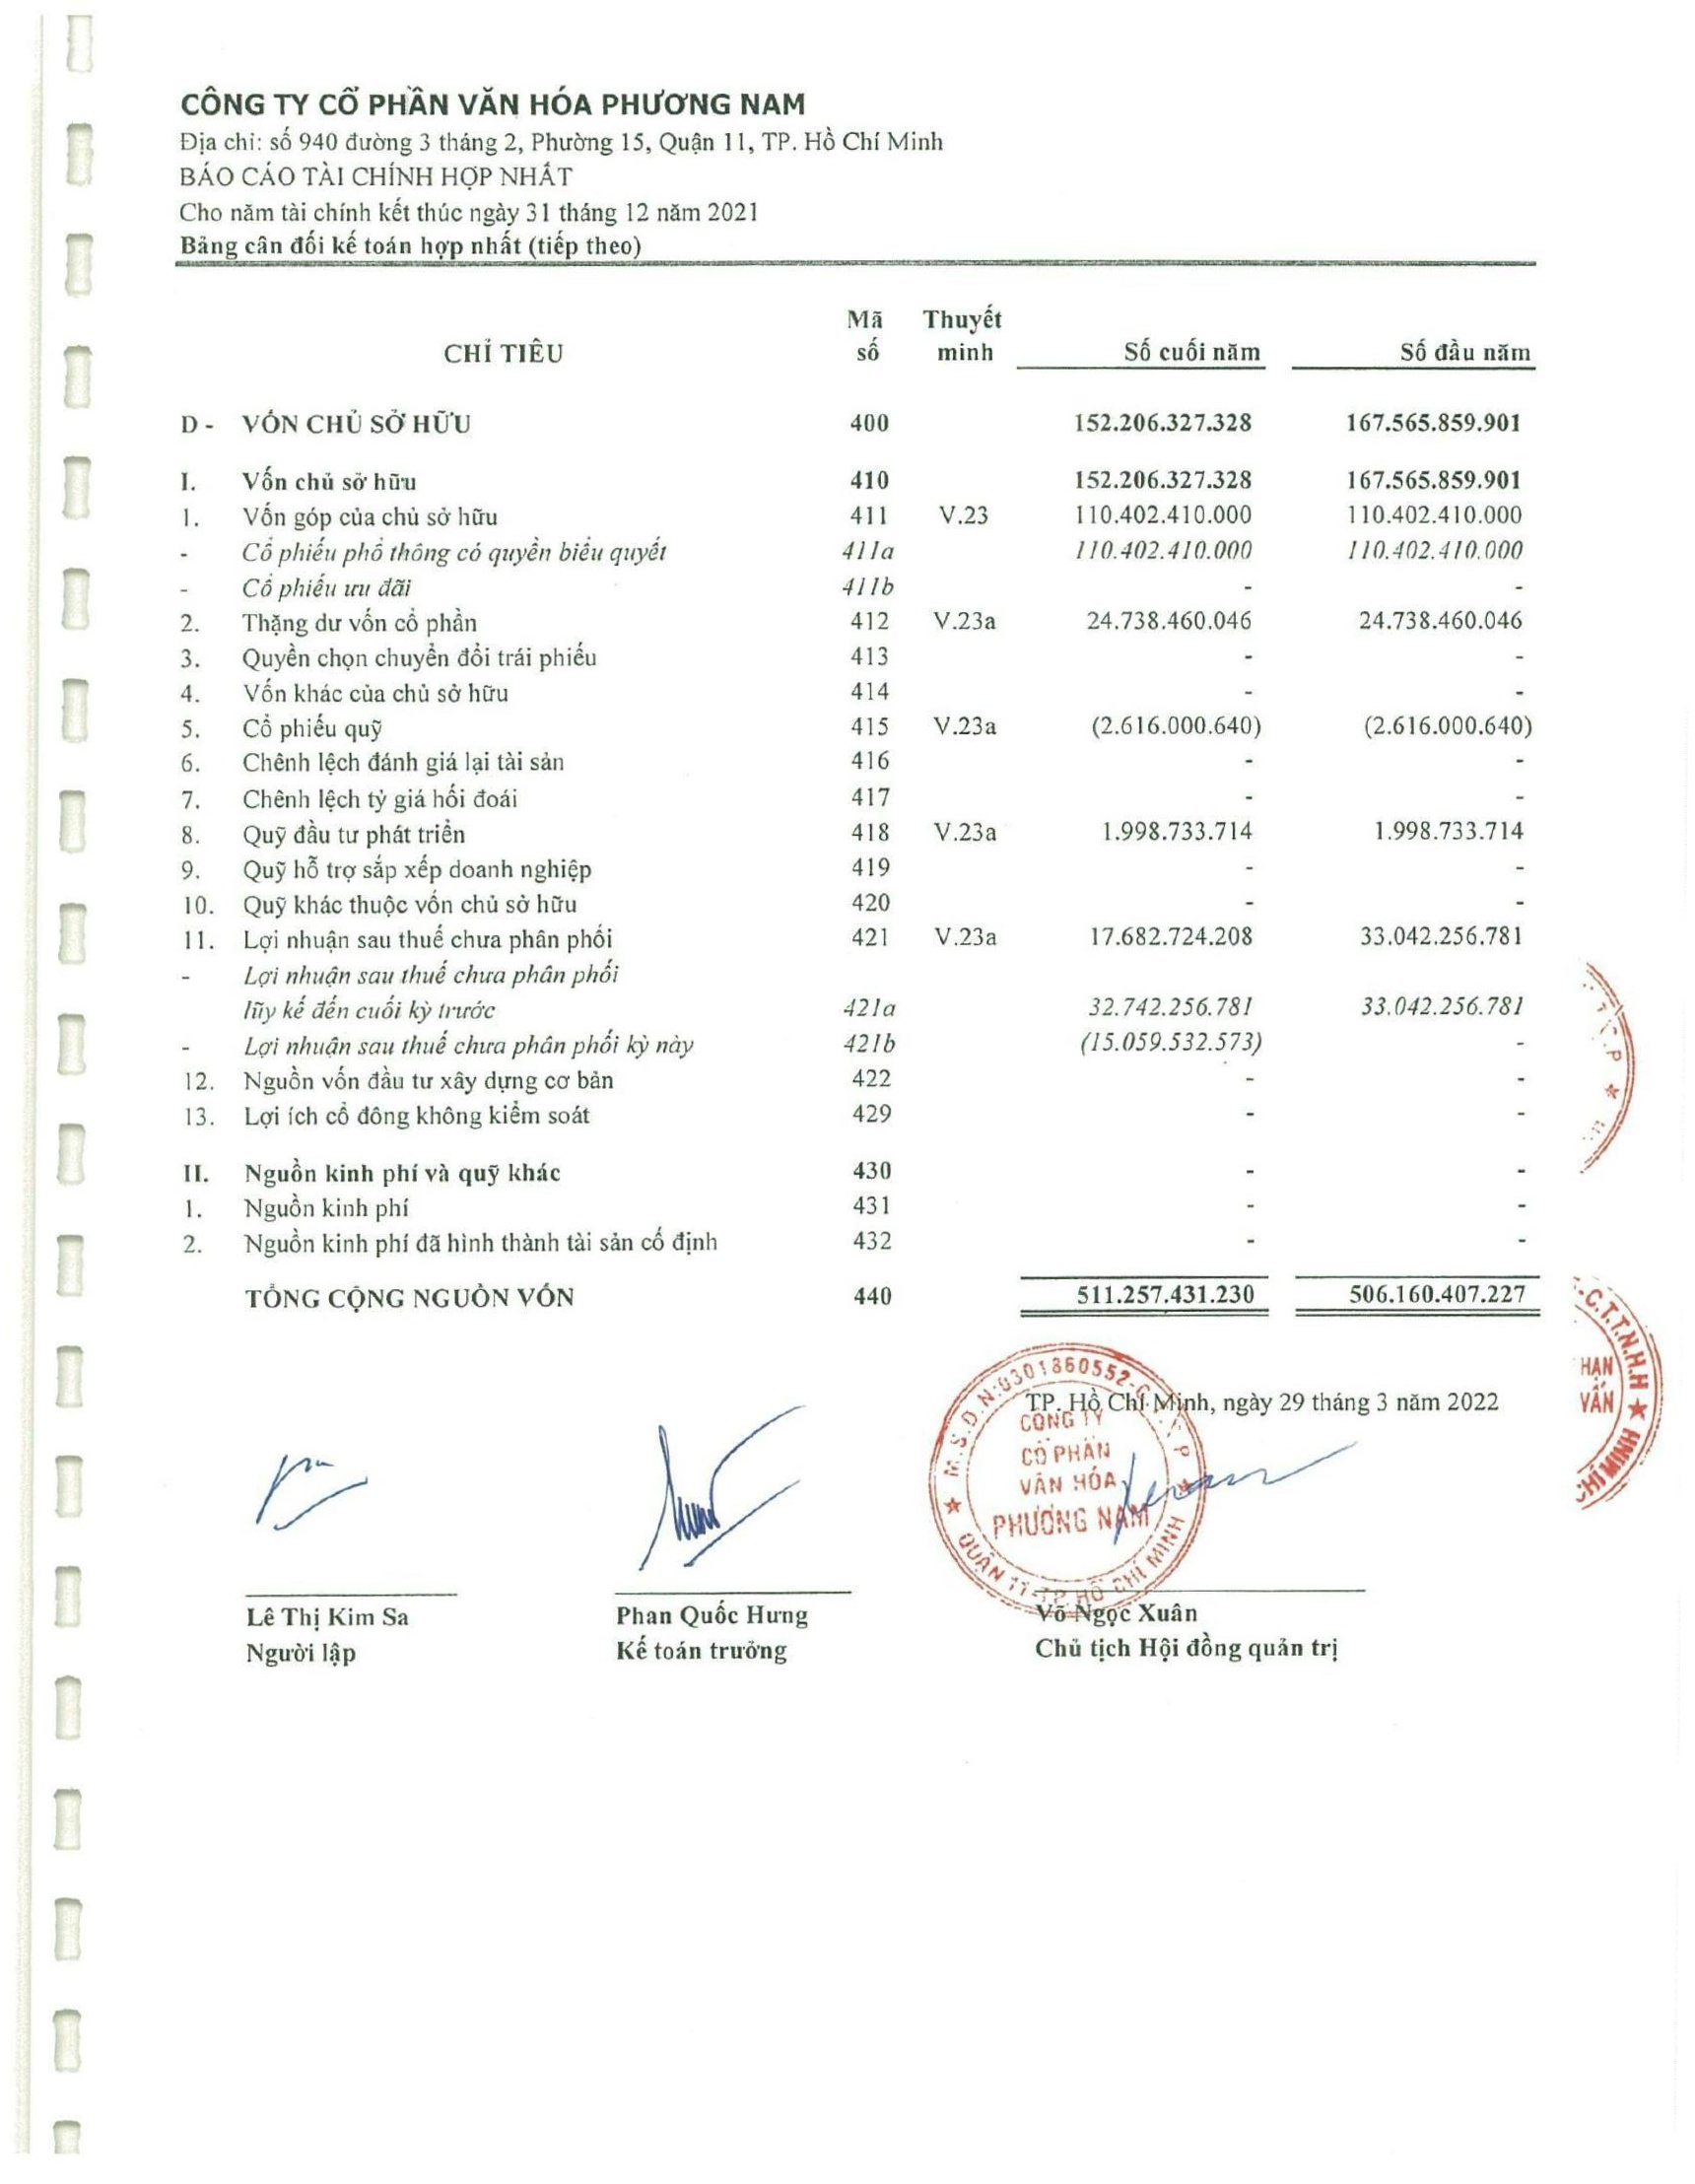 CÔNG TY CỔ PHẦN VĂN HÓA PHƯƠNG NAM
Địa chỉ: số 940 đường 3 tháng 2, Phường 15, Quận 11, TP. Hồ Chí Minh
BÁO CÁO TÀI CHÍNH HỢP NHẤT
Cho năm tài chính kết thúc ngày 31 tháng 12 năm 2021
Bảng cân đối kế toán hợp nhất (tiếp theo)
CHỈ TIÊU Mã số Thuyết minh Số cuối năm Số đầu năm
D - VỐN CHỦ SỞ HỮU 400 152.206.327.328 167.565.859.901
I. Vốn chủ sở hữu 410 152.206.327.328 167.565.859.901
1. Vốn góp của chủ sở hữu 411 V.23 110.402.410.000 110.402.410.000
- Cổ phiếu phổ thông có quyền biểu quyết 411a 110.402.410.000 110.402.410.000
- Cổ phiếu ưu đãi 411b - -
2. Thặng dư vốn cổ phần 412 V.23a 24.738.460.046 24.738.460.046
3. Quyền chọn chuyển đổi trái phiếu 413 - -
4. Vốn khác của chủ sở hữu 414 - -
5. Cổ phiếu quỹ 415 V.23a (2.616.000.640) (2.616.000.640)
6. Chênh lệch đánh giá lại tài sản 416 - -
7. Chênh lệch tỷ giá hối đoái 417 - -
8. Quỹ đầu tư phát triển 418 V.23a 1.998.733.714 1.998.733.714
9. Quỹ hỗ trợ sắp xếp doanh nghiệp 419 - -
10. Quỹ khác thuộc vốn chủ sở hữu 420 - -
11. Lợi nhuận sau thuế chưa phân phối 421 V.23a 17.682.724.208 33.042.256.781
- Lợi nhuận sau thuế chưa phân phối
lũy kế đến cuối kỳ trước 421a 32.742.256.781 33.042.256.781
- Lợi nhuận sau thuế chưa phân phối kỳ này 421b (15.059.532.573) -
12. Nguồn vốn đầu tư xây dựng cơ bản 422 - -
13. Lợi ích cổ đông không kiểm soát 429 - -
II. Nguồn kinh phí và quỹ khác 430 - -
1. Nguồn kinh phí 431 - -
2. Nguồn kinh phí đã hình thành tài sản cố định 432 - -
TỔNG CỘNG NGUỒN VỐN 440 511.257.431.230 506.160.407.227
TP. Hồ Chí Minh, ngày 29 tháng 3 năm 2022
M.S.D.N:0301860552-C.T.C.P
CÔNG TY
CỔ PHẦN
VĂN HÓA
PHƯƠNG NAM
QUẬN 11-TP.HỒ CHÍ MINH
.C.T.T.N.H.H
HẠN
VẤN
CHÍ MINH
Lê Thị Kim Sa Phan Quốc Hưng Võ Ngọc Xuân
Người lập Kế toán trưởng Chủ tịch Hội đồng quản trị